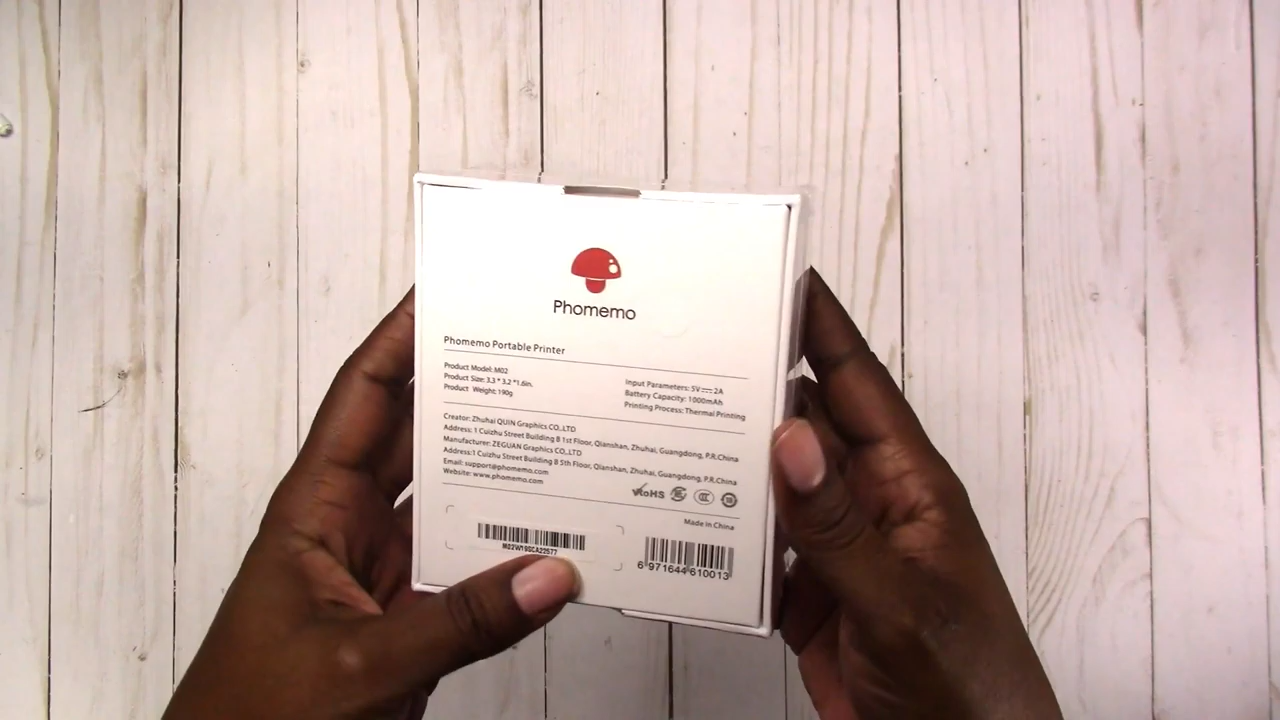 Phomemo
Phomemo Portable Printer
Product Model: M02
Product Size: 3.3 * 3.2 *1.6in.
Product Weight: 190g
Input Parameters: 5V⎓2A
Battery Capacity: 1000mAh
Printing Process: Thermal Printing
Creator: Zhuhai QUIN Graphics CO.,LTD
Address: 1 Cuizhu Street Building B 1st Floor, Qianshan, Zhuhai, Guangdong, P.R.China
Manufacturer: ZEGUAN Graphics CO.,LTD
Address:1 Cuizhu Street Building B 5th Floor, Qianshan, Zhuhai, Guangdong, P.R.China
Email: support@phomemo.com
Website: www.phomemo.com
RoHS
Made in China
6 971644 610013